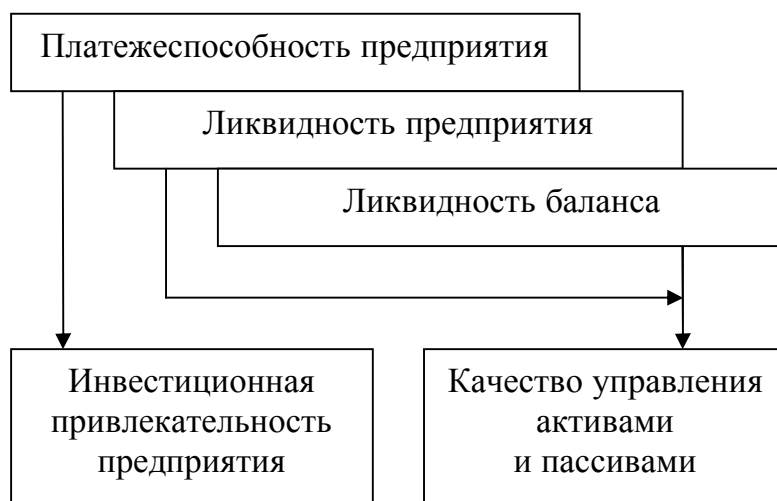 Платежеспособность предприятия
Ликвидность предприятия
Ликвидность баланса
Инвестиционная
привлекательность
предприятия
Качество управления
активами
и пассивами